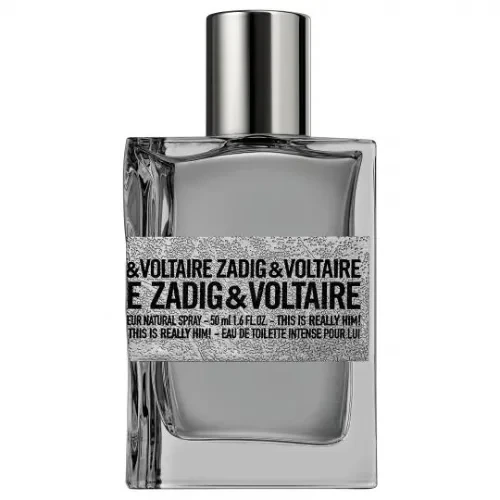 &VOLTAIRE ZADIG&VOLTAIRE
E ZADIG&VOLTAIRE
EUR NATURAL SPRAY - 50 ml 1.6 FL.OZ. - THIS IS REALLY HIM!
THIS IS REALLY HIM! - EAU DE TOILETTE INTENSE POUR LUI